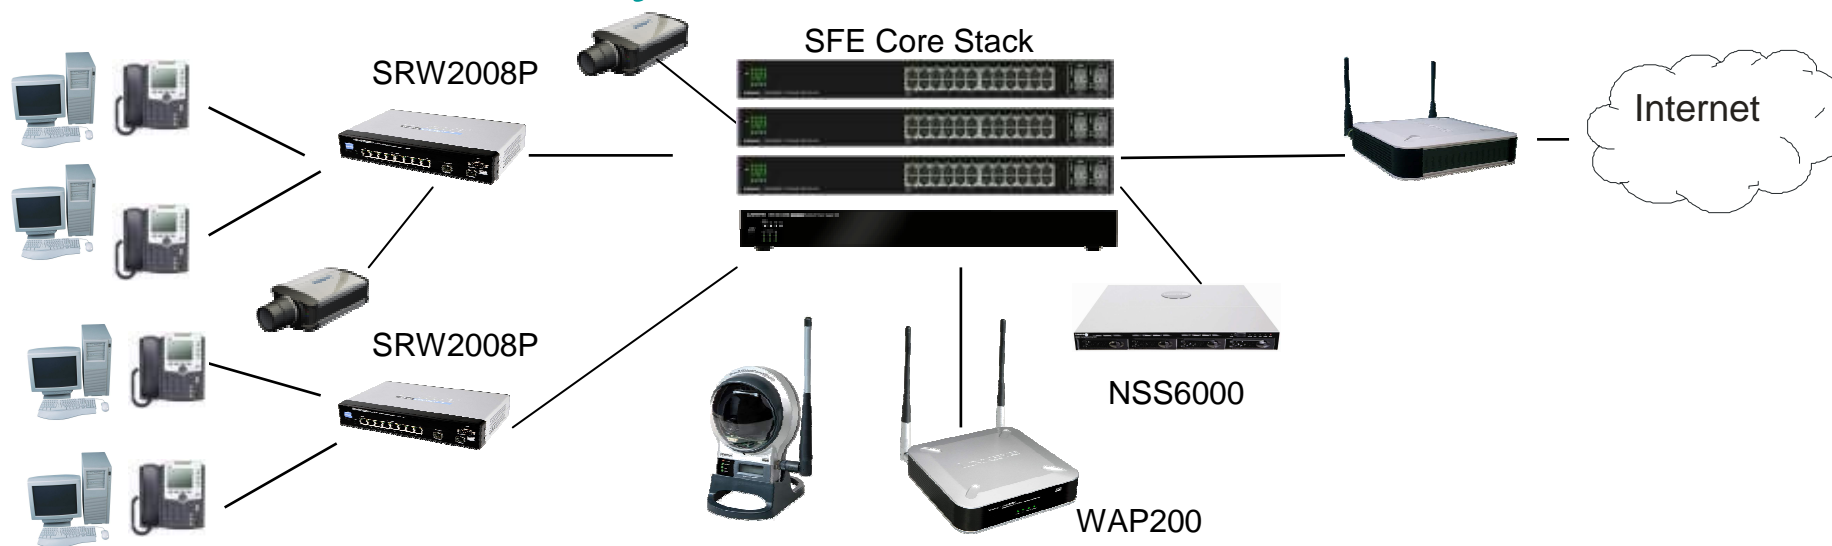 SFE Core Stack
SRW2008P
Internet
SRW2008P
NSS6000
WAP200